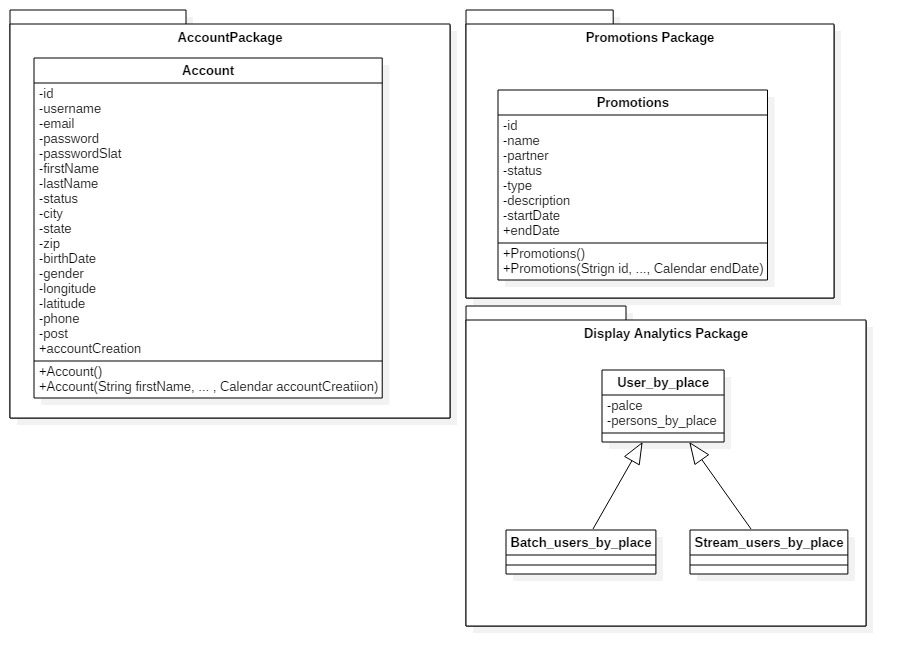 AccountPackage
Account
-id
-username
-email
-password
-passwordSlat
-firstName
-lastName
-status
-city
-state
-zip
-birthDate
-gender
-longitude
-latitude
-phone
-post
+accountCreation
+Account()
+Account(String firstName, ... , Calendar accountCreatiion)
Promotions Package
Promotions
-id
-name
-partner
-status
-type
-description
-startDate
+endDate
+Promotions()
+Promotions(Strign id, ..., Calendar endDate)
Display Analytics Package
User_by_place
-palce
-persons_by_place
Batch_users_by_place
Stream_users_by_place